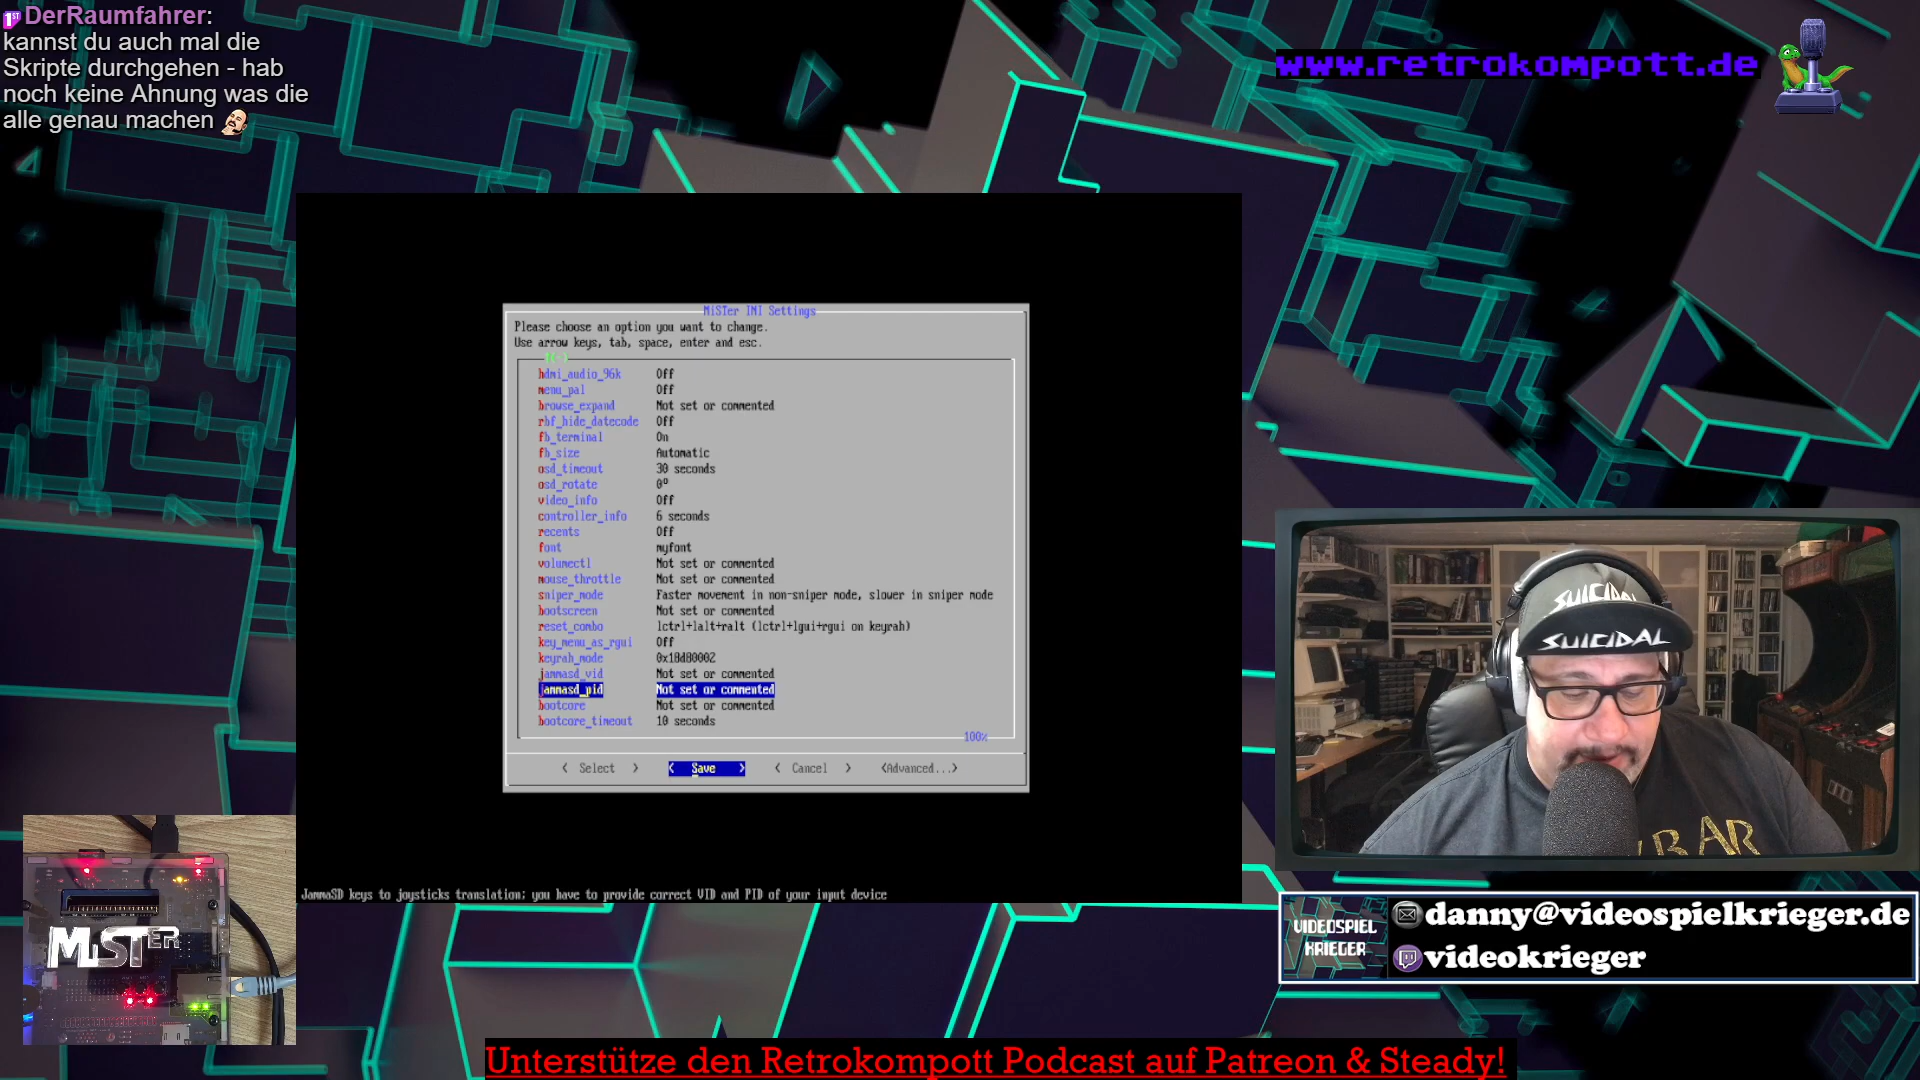 DerRaumfahrer:
kannst du auch mal die
Skripte durchgehen - hab
noch keine Ahnung was die
alle genau machen
www.retrokompott.de
MiSTer INI Settings
Please choose an option you want to change.
Use arrow keys, tab, space, enter and esc.
hdmi_audio_96k Off
menu_pal Off
browse_expand Not set or commented
rbf_hide_datecode Off
fb_terminal On
fb_size Automatic
osd_timeout 30 seconds
osd_rotate 0°
video_info Off
controller_info 6 seconds
recents Off
font myfont
volumectl Not set or commented
mouse_throttle Not set or commented
sniper_mode Faster movement in non-sniper mode, slower in sniper mode
bootscreen Not set or commented
reset_combo lctrl+lalt+ralt (lctrl+lgui+rgui on keyrah)
key_menu_as_rgui Off
keyrah_mode 0x18d80002
jammasd_vid Not set or commented
jammasd_pid Not set or commented
bootcore Not set or commented
bootcore_timeout 10 seconds
100%
< Select > < Save > < Cancel > <Advanced...>
JammaSD keys to joysticks translation; you have to provide correct VID and PID of your input device
SUICIDAL
SUICIDAL
MiSTER
VIDEOSPIEL
KRIEGER
danny@videospielkrieger.de
videokrieger
Unterstütze den Retrokompott Podcast auf Patreon & Steady!